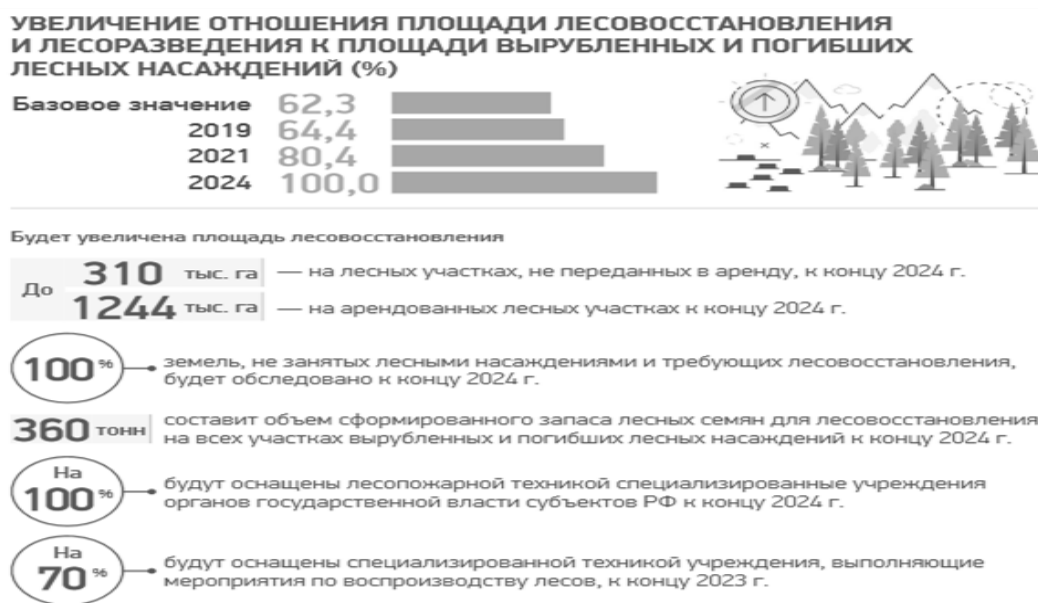 УВЕЛИЧЕНИЕ ОТНОШЕНИЯ ПЛОЩАДИ ЛЕСОВОССТАНОВЛЕНИЯ
И ЛЕСОРАЗВЕДЕНИЯ К ПЛОЩАДИ ВЫРУБЛЕННЫХ И ПОГИБШИХ
ЛЕСНЫХ НАСАЖДЕНИЙ (%)
Базовое значение 62,3
2019 64,4
2021 80,4
2024 100,0
Будет увеличена площадь лесовосстановления
До 310 тыс. га — на лесных участках, не переданных в аренду, к концу 2024 г.
1244 тыс. га — на арендованных лесных участках к концу 2024 г.
100 % земель, не занятых лесными насаждениями и требующих лесовосстановления,
будет обследовано к концу 2024 г.
360 тонн составит объем сформированного запаса лесных семян для лесовосстановления
на всех участках вырубленных и погибших лесных насаждений к концу 2024 г.
На 100 % будут оснащены лесопожарной техникой специализированные учреждения
органов государственной власти субъектов РФ к концу 2024 г.
На 70 % будут оснащены специализированной техникой учреждения, выполняющие
мероприятия по воспроизводству лесов, к концу 2023 г.